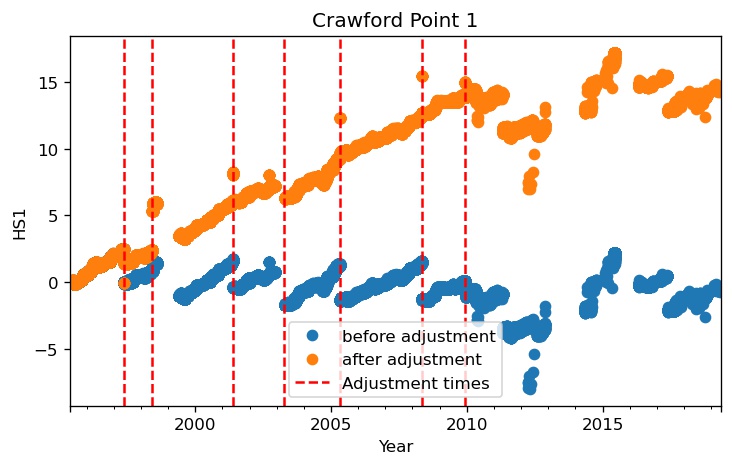 Crawford Point 1
HS1
15
10
5
0
−5
before adjustment
after adjustment
Adjustment times
2000 2005 2010 2015
Year